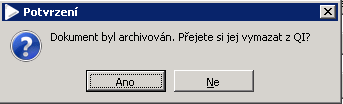 Potvrzení
Dokument byl archivován. Přejete si jej vymazat z QI?
Ano
Ne